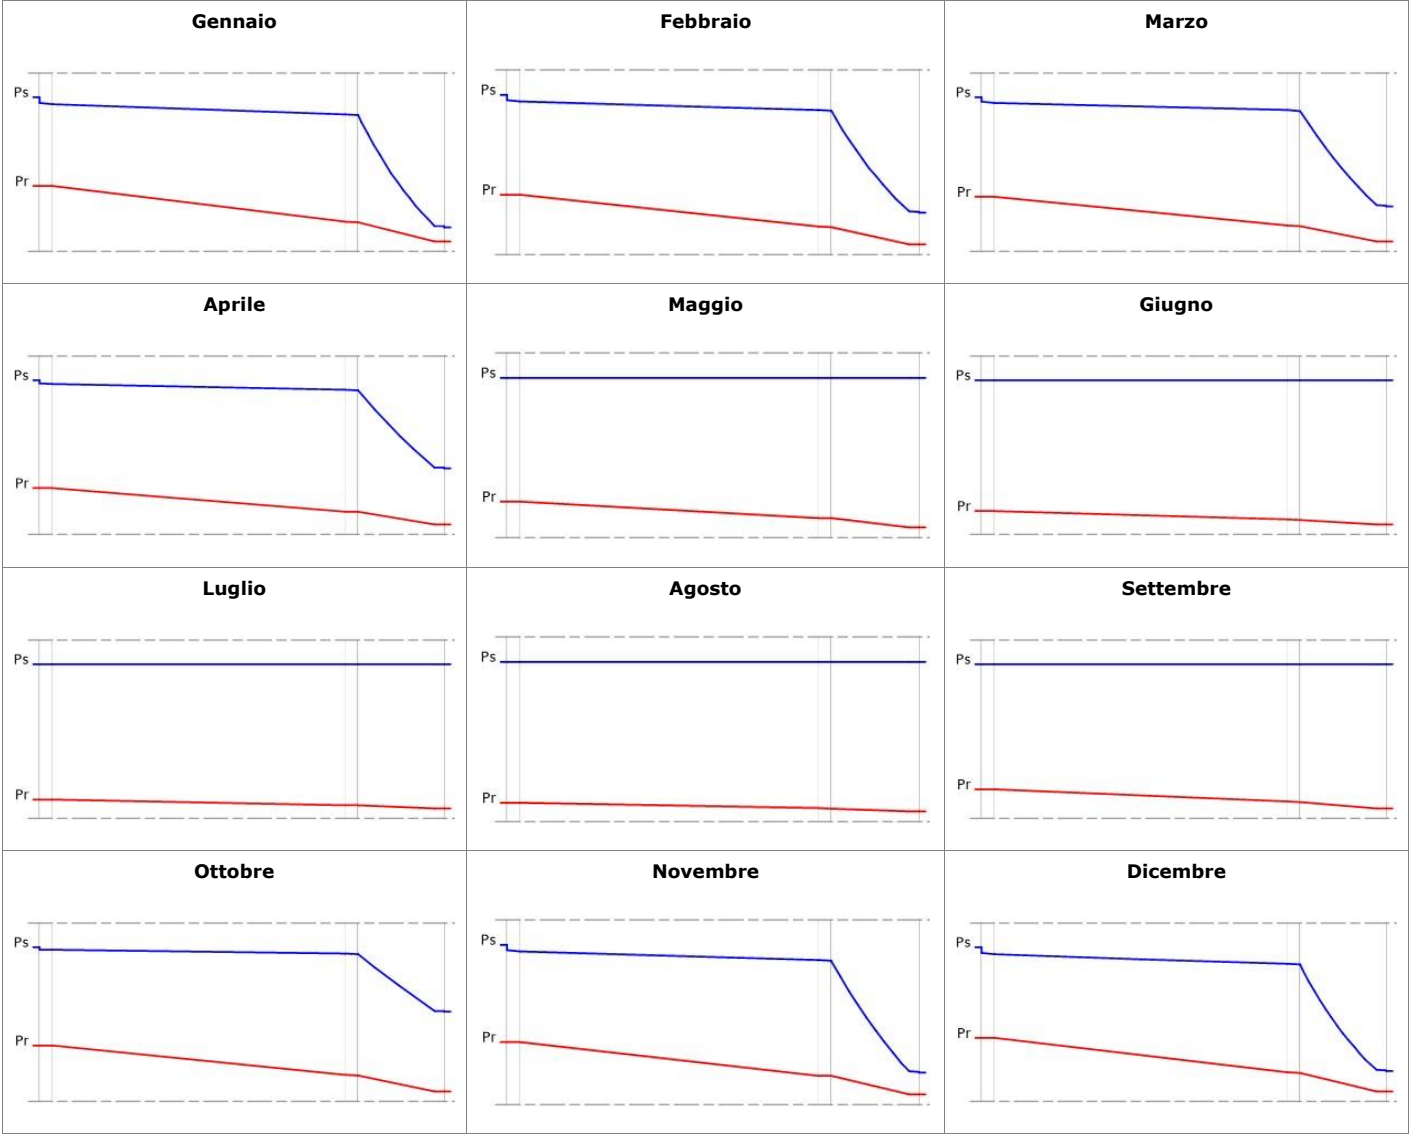 Gennaio
Febbraio
Marzo
Ps
Pr
Ps
Pr
Ps
Pr
Aprile
Maggio
Giugno
Ps
Pr
Ps
Pr
Ps
Pr
Luglio
Agosto
Settembre
Ps
Pr
Ps
Pr
Ps
Pr
Ottobre
Novembre
Dicembre
Ps
Pr
Ps
Pr
Ps
Pr